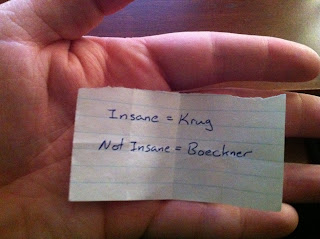 Insane = Krug
Not Insane = Boeckner